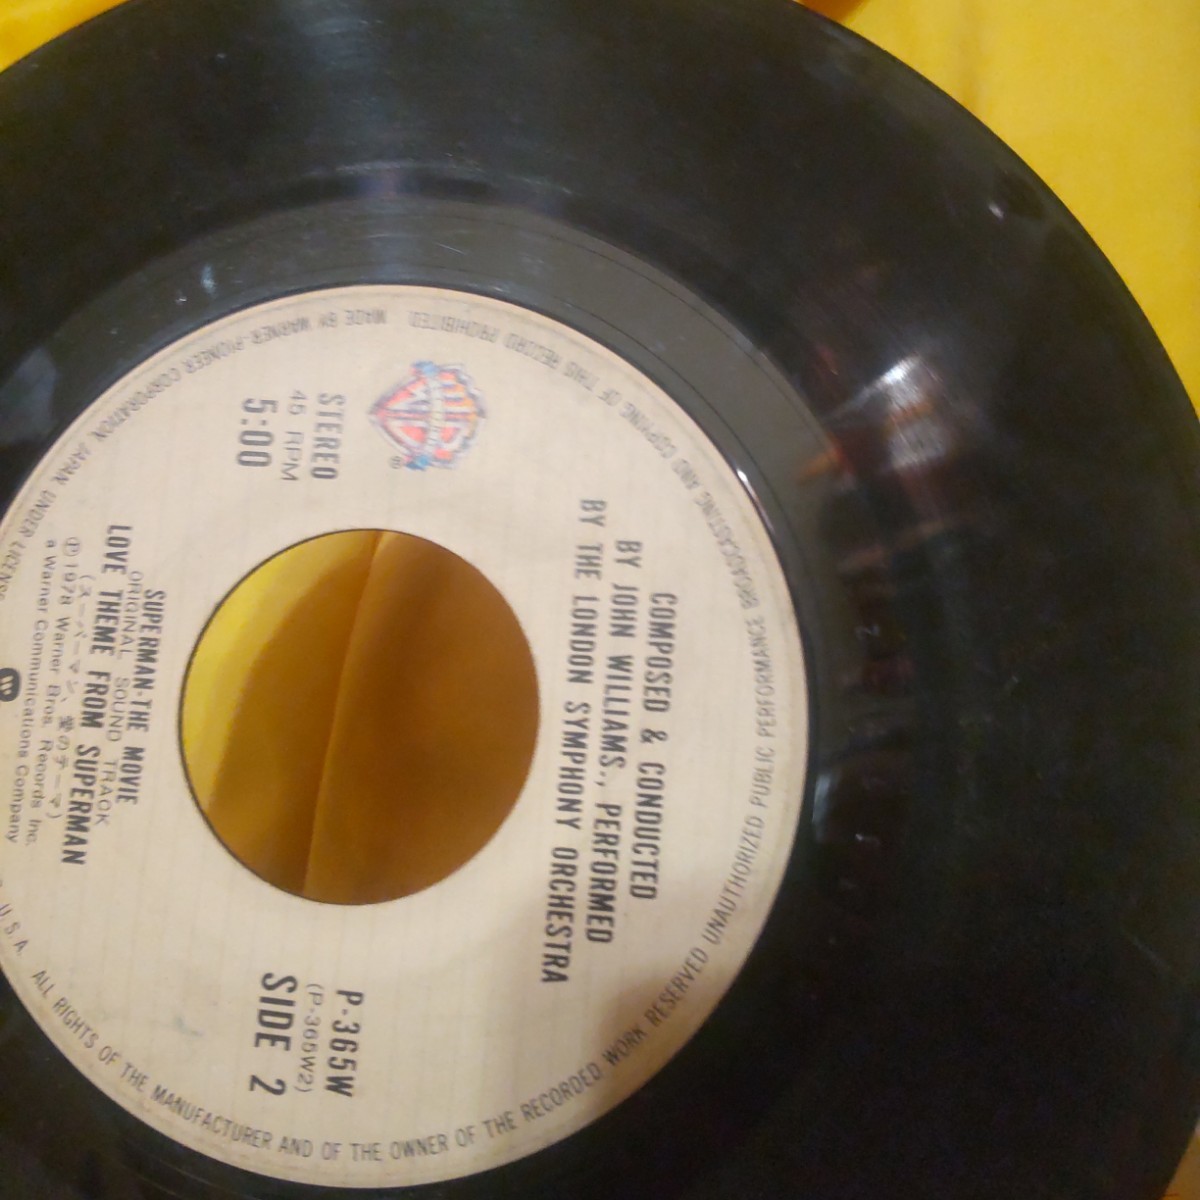 COMPOSED & CONDUCTED
BY JOHN WILLIAMS., PERFORMED
BY THE LONDON SYMPHONY ORCHESTRA
STEREO
45 RPM
5:00
P-365W
(P-365W2)
SIDE 2
SUPERMAN-THE MOVIE
ORIGINAL SOUND TRACK
LOVE THEME FROM SUPERMAN
(スーパーマン、愛のテーマ)
Ⓟ1978 Warner Bros. Records Inc.
a Warner Communications Company
MADE BY WARNER-PIONEER CORPORATION, JAPAN, UNDER LICENSE
U.S.A. ALL RIGHTS OF THE MANUFACTURER AND OF THE OWNER OF THE RECORDED WORK RESERVED UNAUTHORIZED PUBLIC PERFORMANCE BROADCASTING AND COPYING OF THIS RECORD PROHIBITED